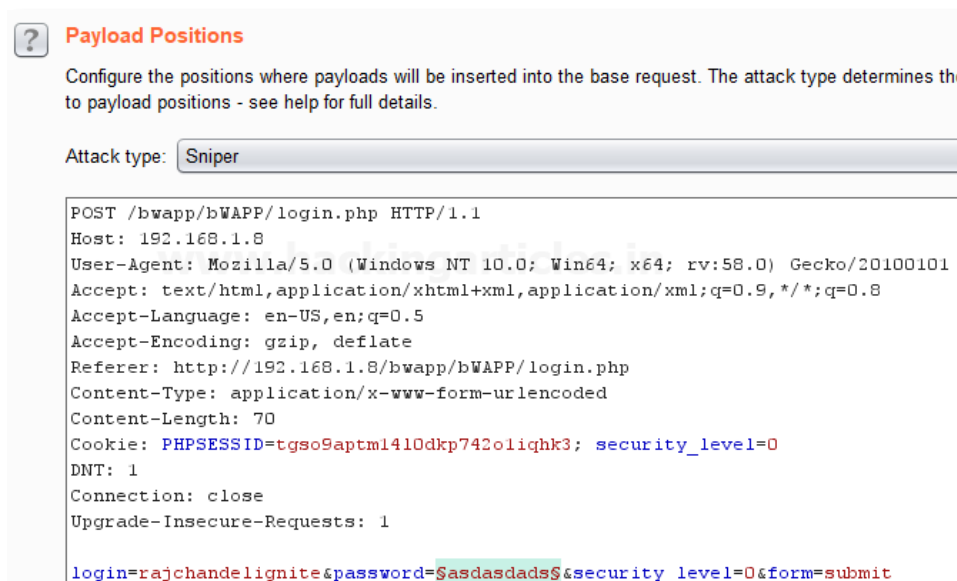 ?
Payload Positions
Configure the positions where payloads will be inserted into the base request. The attack type determines the
to payload positions - see help for full details.
Attack type: Sniper
POST /bwapp/bWAPP/login.php HTTP/1.1
Host: 192.168.1.8
www.hackingarticles.in
User-Agent: Mozilla/5.0 (Windows NT 10.0; Win64; x64; rv:58.0) Gecko/20100101
Accept: text/html,application/xhtml+xml,application/xml;q=0.9,*/*;q=0.8
Accept-Language: en-US,en;q=0.5
Accept-Encoding: gzip, deflate
Referer: http://192.168.1.8/bwapp/bWAPP/login.php
Content-Type: application/x-www-form-urlencoded
Content-Length: 70
Cookie: PHPSESSID=tgso9aptm14l0dkp742o1iqhk3; security_level=0
DNT: 1
Connection: close
Upgrade-Insecure-Requests: 1
login=rajchandelignite&password=§asdasdads§&security_level=0&form=submit